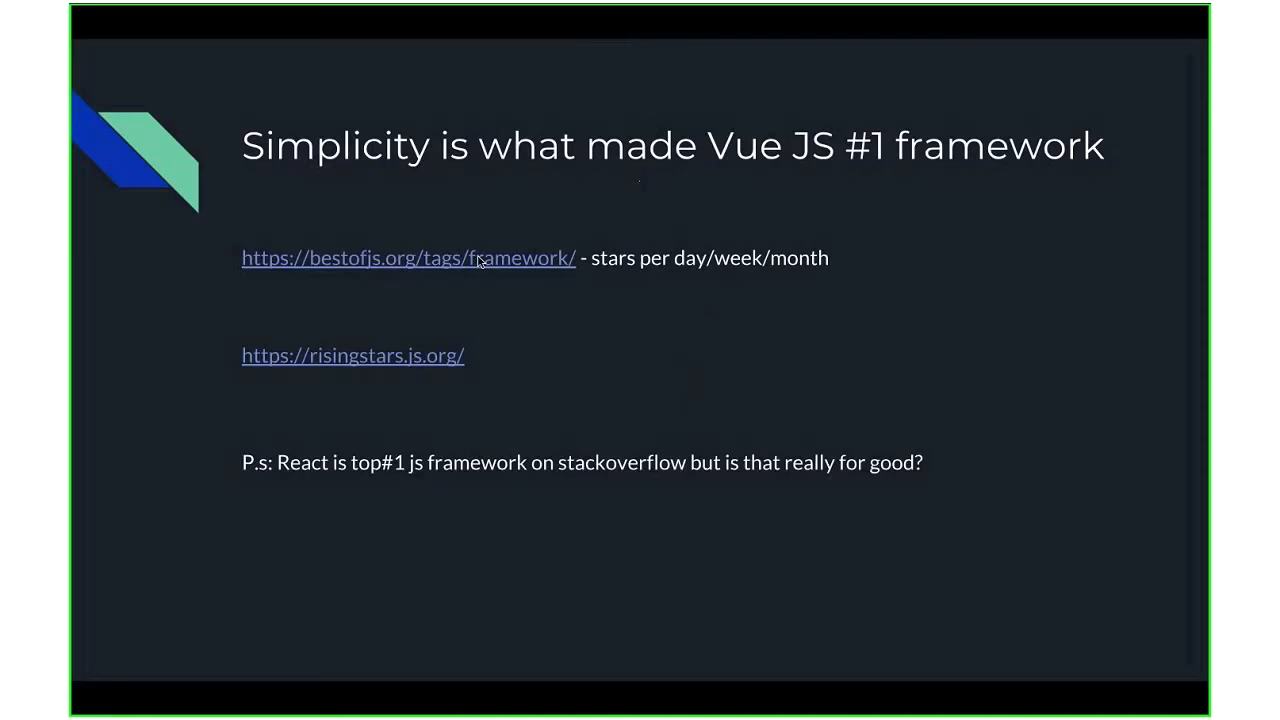 Simplicity is what made Vue JS #1 framework
https://bestofjs.org/tags/framework/ - stars per day/week/month
https://risingstars.js.org/
P.s: React is top#1 js framework on stackoverflow but is that really for good?